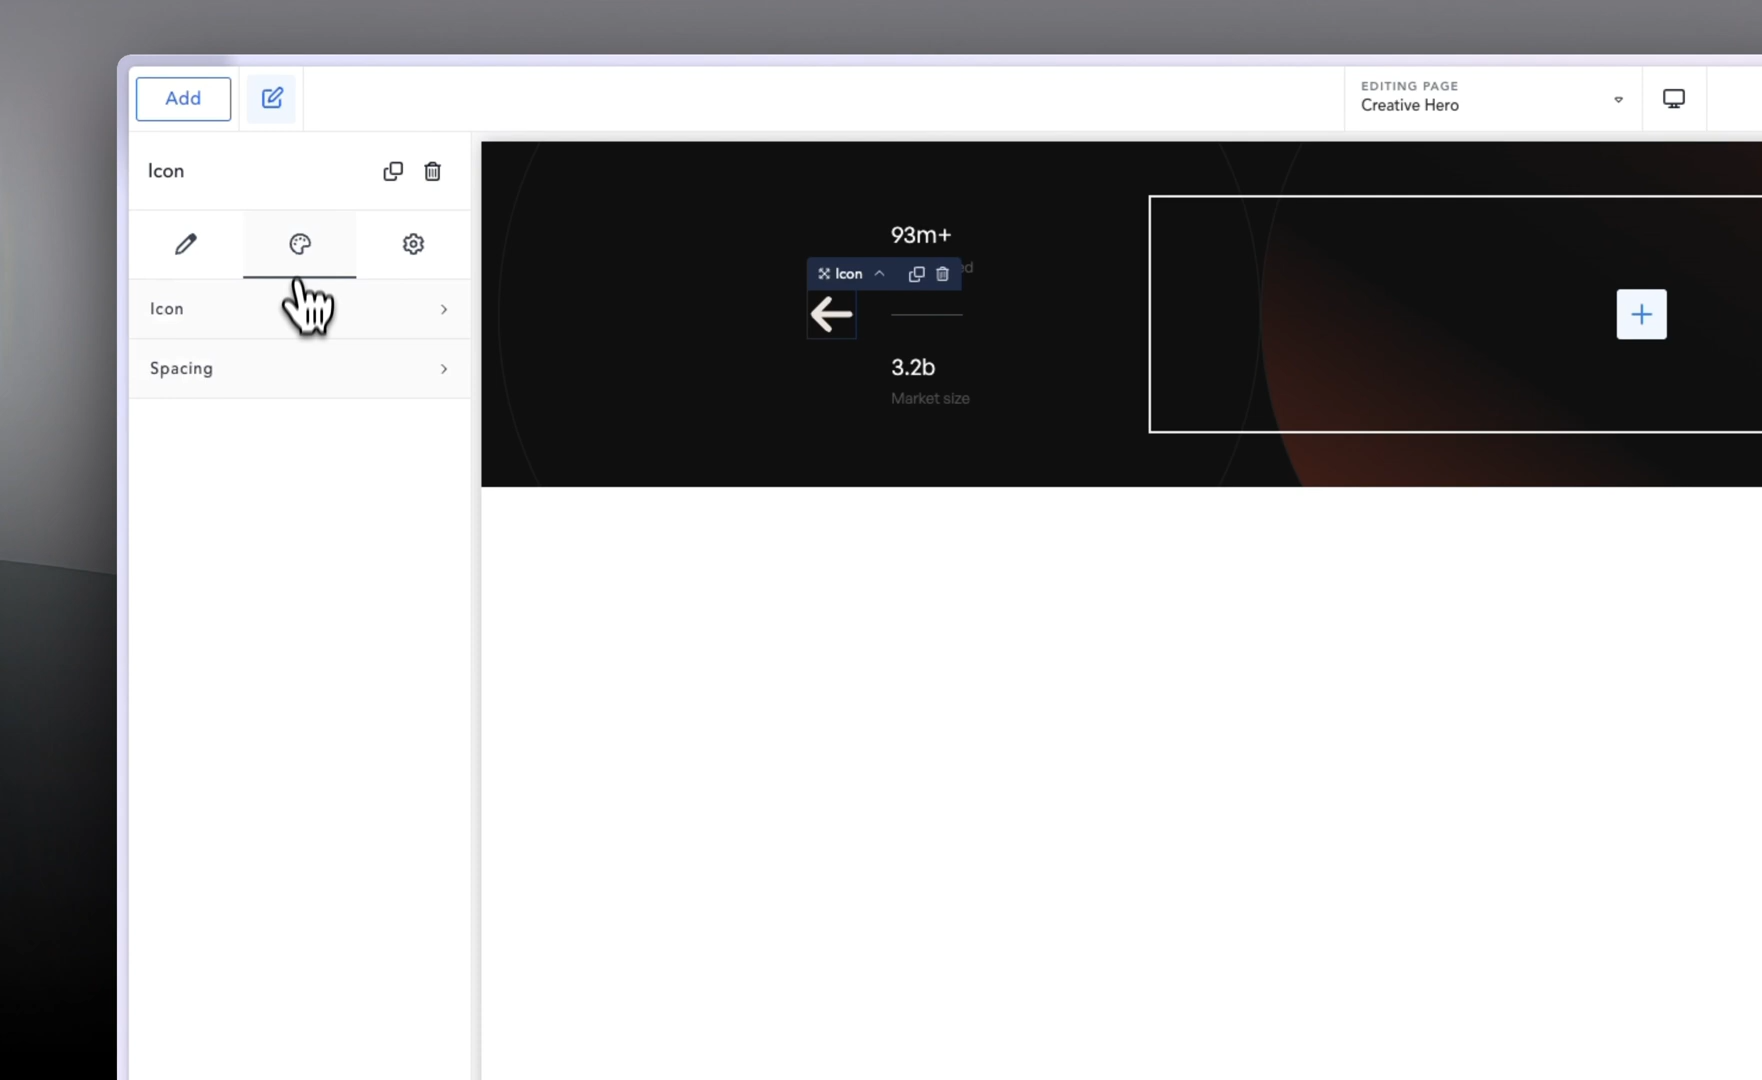 Add
EDITING PAGE
Creative Hero
Icon
Icon
Spacing
93m+
Icon
3.2b
Market size